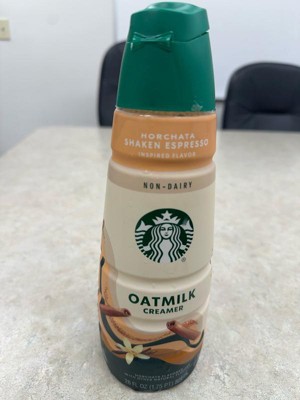 HORCHATA
SHAKEN ESPRESSO
INSPIRED FLAVOR
NON-DAIRY
OATMILK
CREAMER